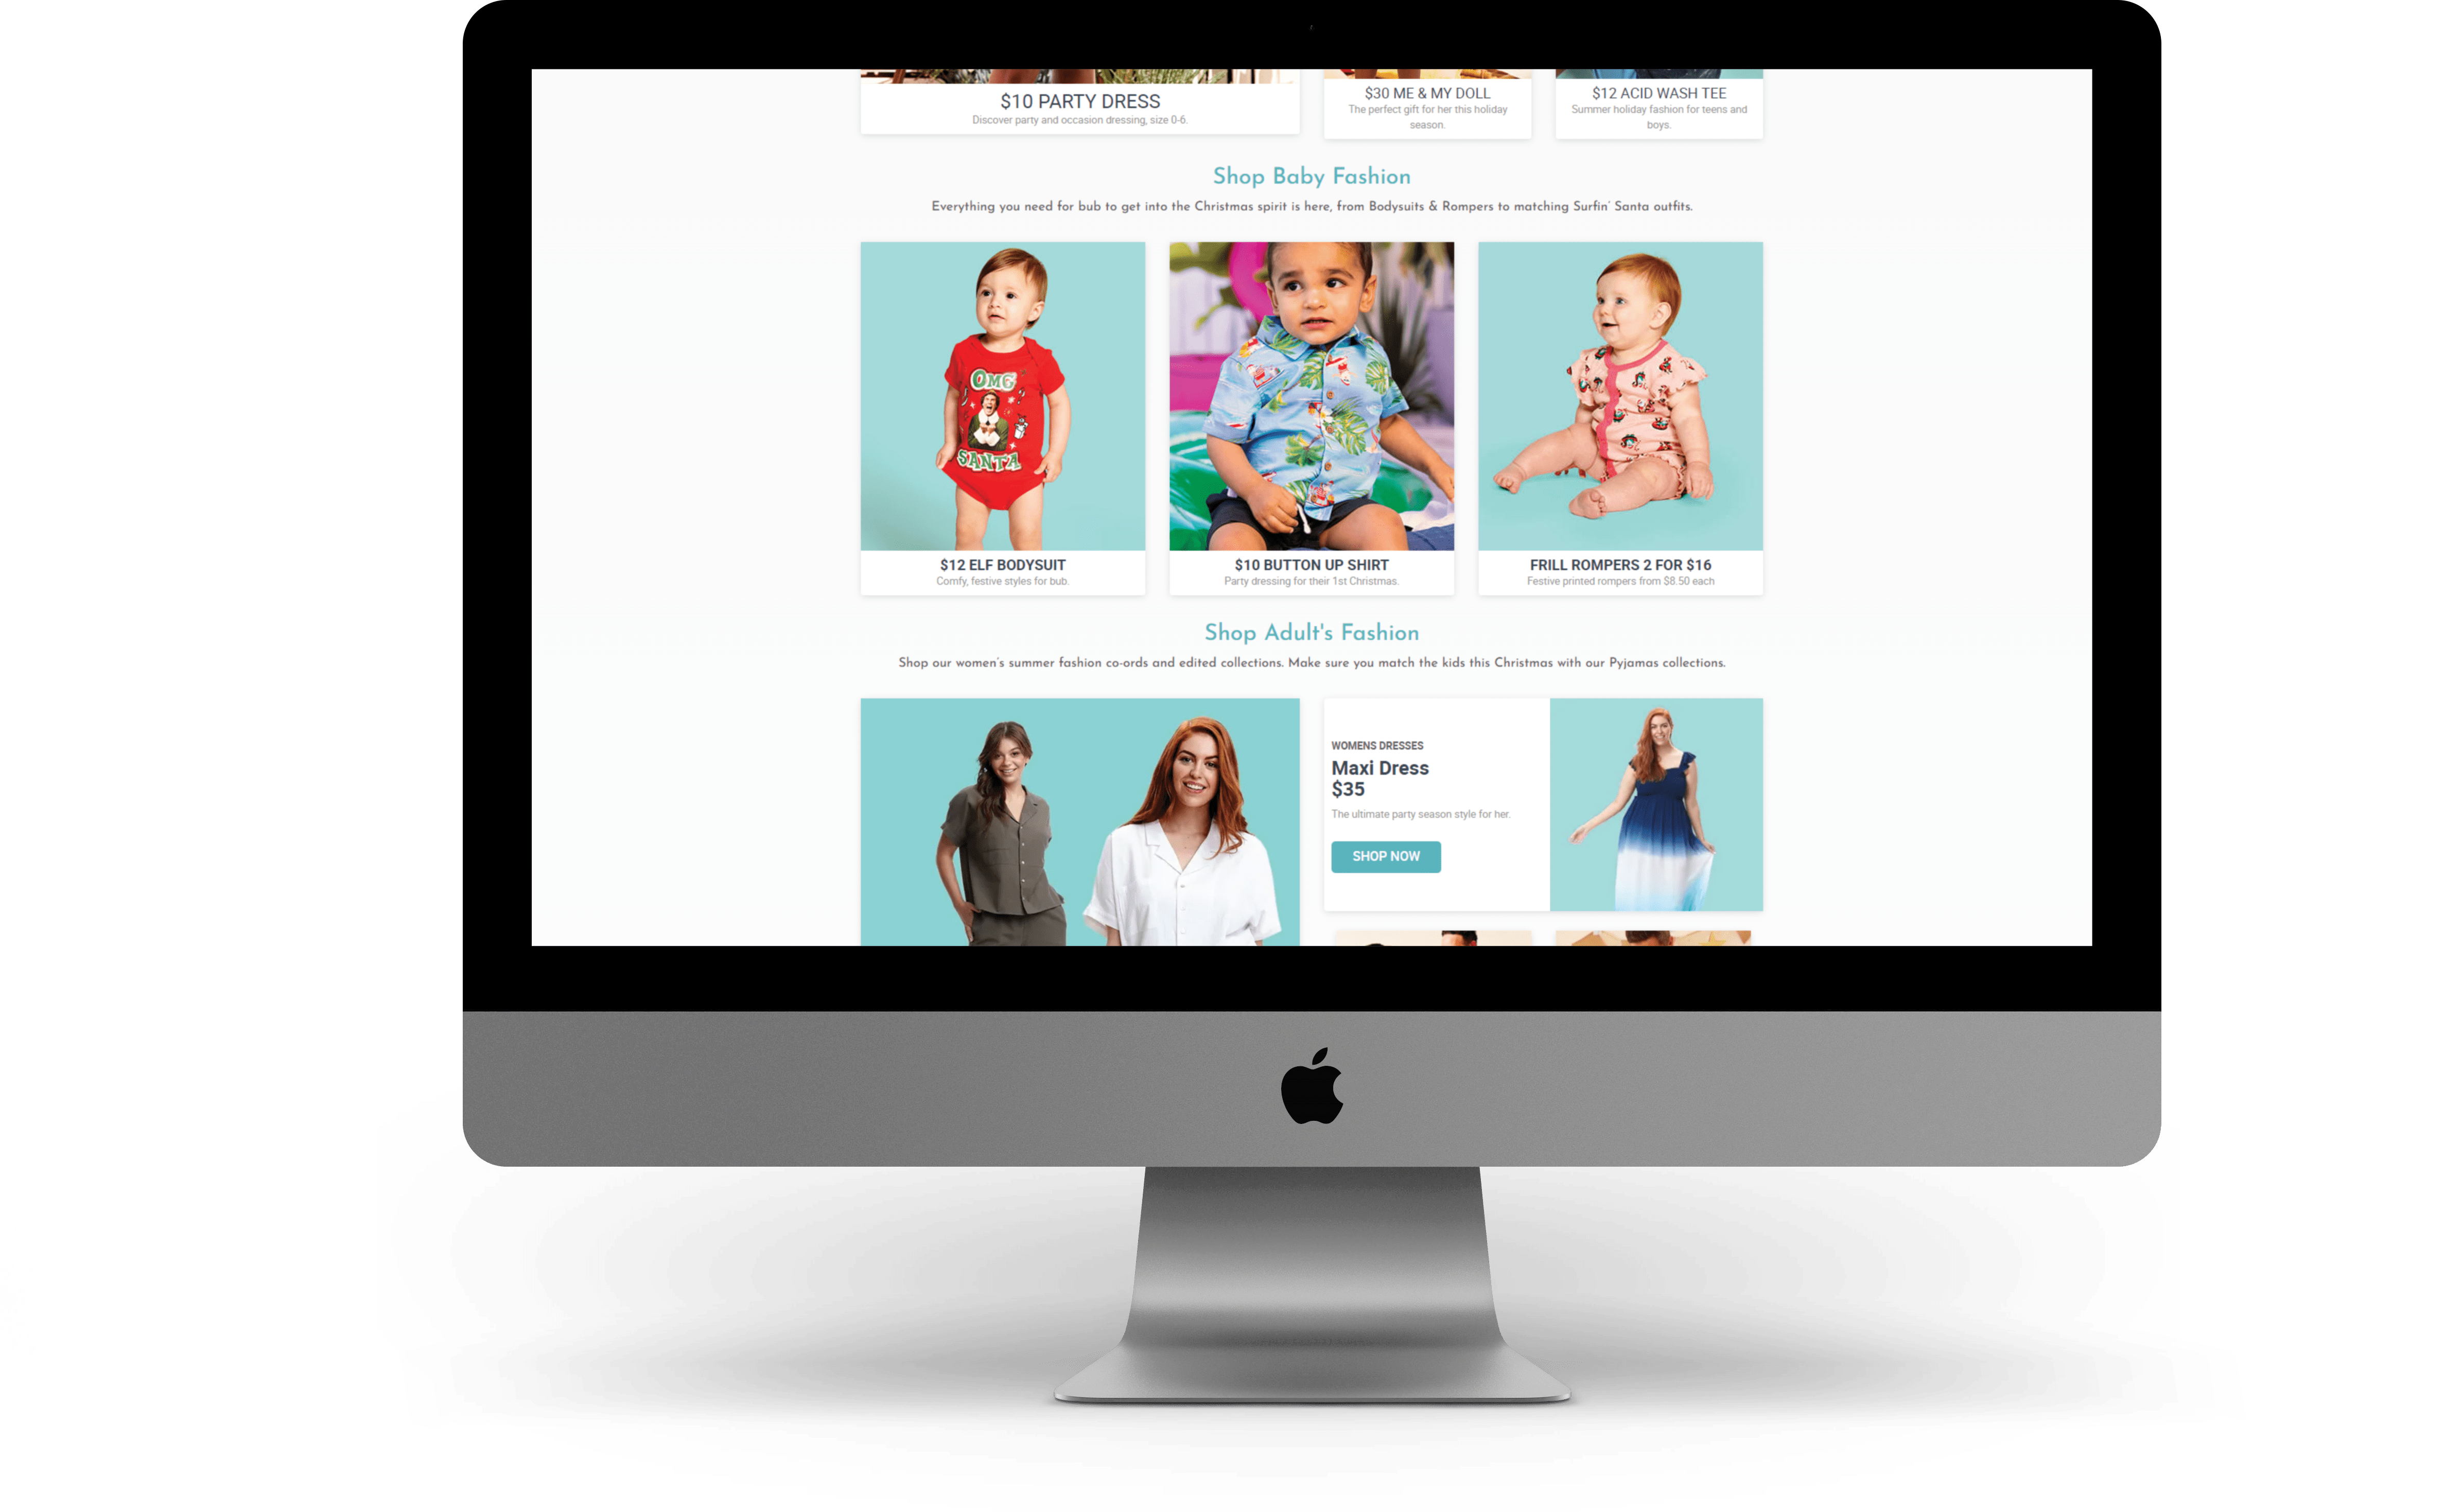 $10 PARTY DRESS
Discover party and occasion dressing, size 0-6.
$30 ME & MY DOLL
The perfect gift for her this holiday
season.
$12 ACID WASH TEE
Summer holiday fashion for teens and
boys.
Shop Baby Fashion
Everything you need for bub to get into the Christmas spirit is here, from Bodysuits & Rompers to matching Surfin' Santa outfits.
OMG
SANTA
$12 ELF BODYSUIT
Comfy, festive styles for bub.
$10 BUTTON UP SHIRT
Party dressing for their 1st Christmas.
FRILL ROMPERS 2 FOR $16
Festive printed rompers from $8.50 each
Shop Adult's Fashion
Shop our women's summer fashion co-ords and edited collections. Make sure you match the kids this Christmas with our Pyjamas collections.
WOMENS DRESSES
Maxi Dress
$35
The ultimate party season style for her.
SHOP NOW